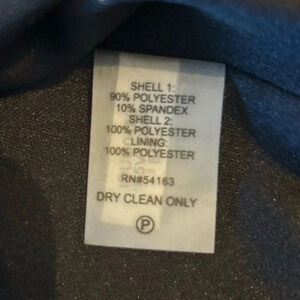 SHELL 1:
90% POLYESTER
10% SPANDEX
SHELL 2:
100% POLYESTER
LINING:
100% POLYESTER
RN#54163
DRY CLEAN ONLY
P